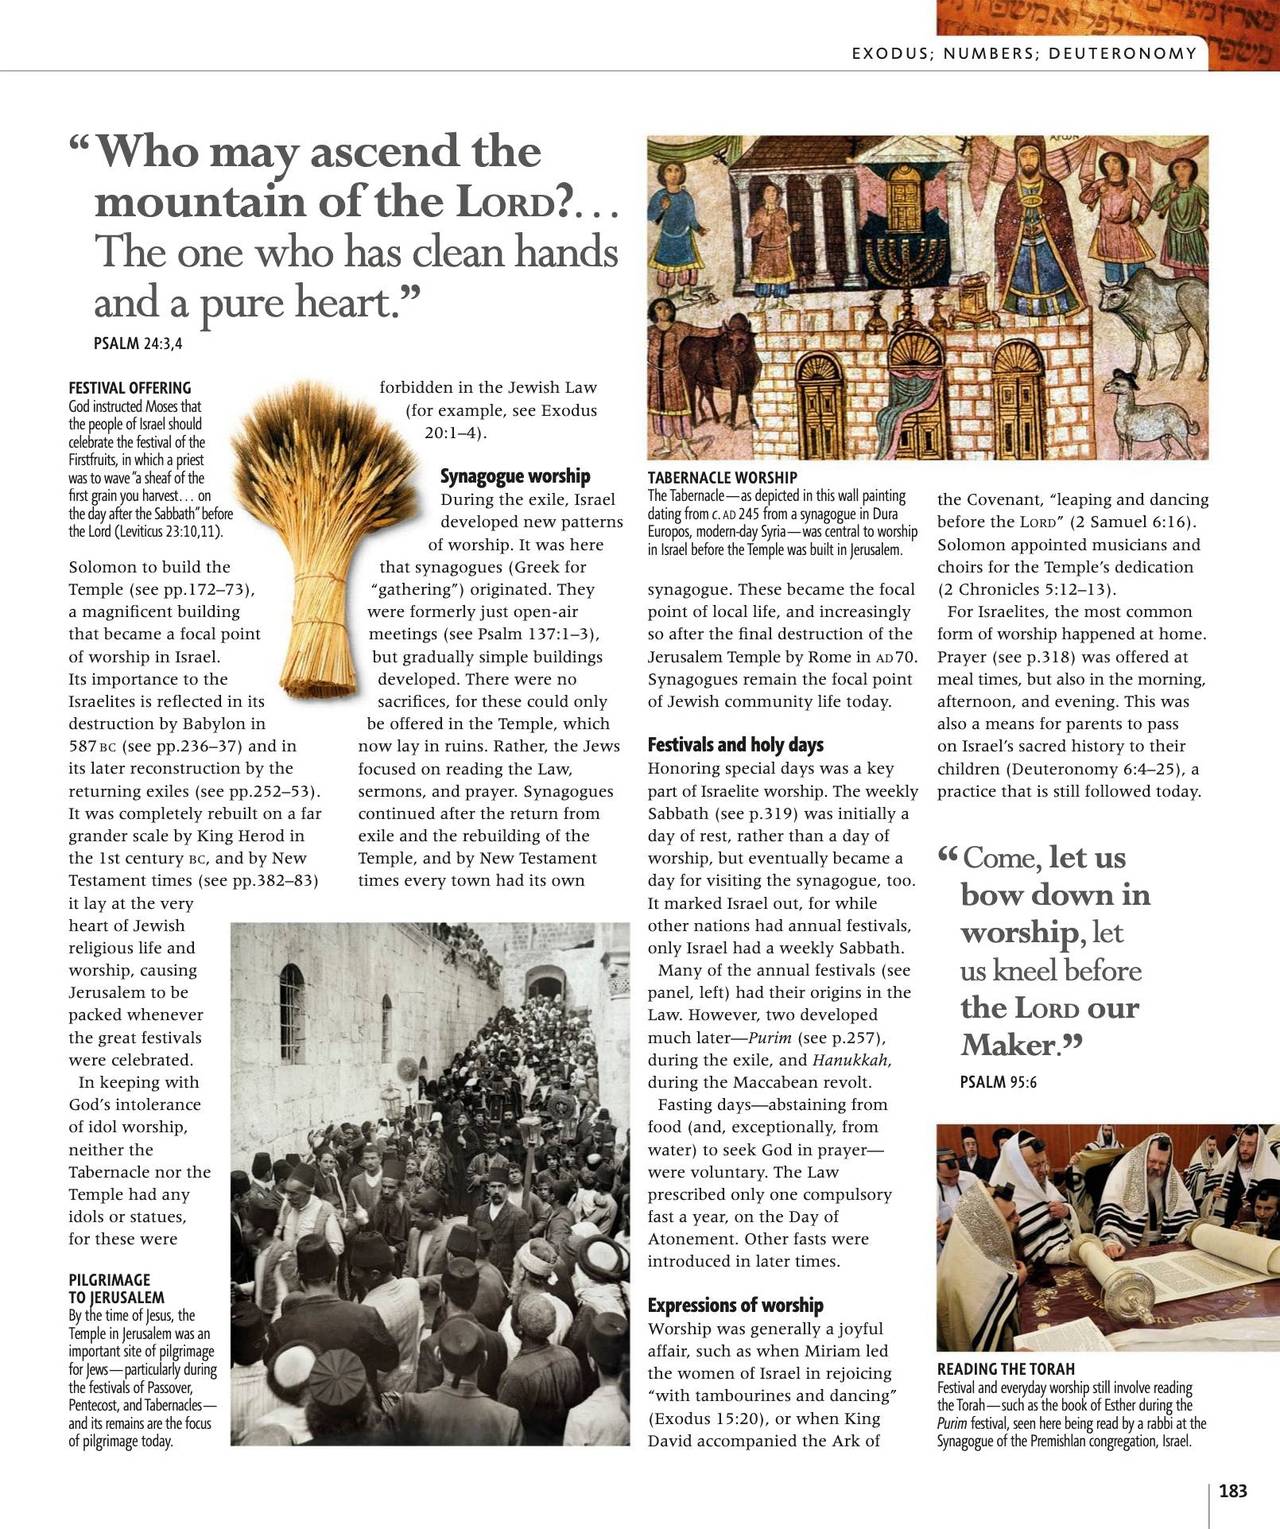 EXODUS; NUMBERS; DEUTERONOMY
“Who may ascend the
mountain of the LORD?...
The one who has clean hands
and a pure heart.”
PSALM 24:3,4
FESTIVAL OFFERING
God instructed Moses that
the people of Israel should
celebrate the festival of the
Firstfruits, in which a priest
was to wave “a sheaf of the
first grain you harvest... on
the day after the Sabbath” before
the Lord (Leviticus 23:10,11).
Solomon to build the
Temple (see pp.172–73),
a magnificent building
that became a focal point
of worship in Israel.
Its importance to the
Israelites is reflected in its
destruction by Babylon in
587 BC (see pp.236–37) and in
its later reconstruction by the
returning exiles (see pp.252–53).
It was completely rebuilt on a far
grander scale by King Herod in
the 1st century BC, and by New
Testament times (see pp.382–83)
it lay at the very
heart of Jewish
religious life and
worship, causing
Jerusalem to be
packed whenever
the great festivals
were celebrated.
In keeping with
God’s intolerance
of idol worship,
neither the
Tabernacle nor the
Temple had any
idols or statues,
for these were
PILGRIMAGE
TO JERUSALEM
By the time of Jesus, the
Temple in Jerusalem was an
important site of pilgrimage
for Jews—particularly during
the festivals of Passover,
Pentecost, and Tabernacles—
and its remains are the focus
of pilgrimage today.
forbidden in the Jewish Law
(for example, see Exodus
20:1–4).
Synagogue worship
During the exile, Israel
developed new patterns
of worship. It was here
that synagogues (Greek for
“gathering”) originated. They
were formerly just open-air
meetings (see Psalm 137:1–3),
but gradually simple buildings
developed. There were no
sacrifices, for these could only
be offered in the Temple, which
now lay in ruins. Rather, the Jews
focused on reading the Law,
sermons, and prayer. Synagogues
continued after the return from
exile and the rebuilding of the
Temple, and by New Testament
times every town had its own
TABERNACLE WORSHIP
The Tabernacle—as depicted in this wall painting
dating from c. AD 245 from a synagogue in Dura
Europos, modern-day Syria—was central to worship
in Israel before the Temple was built in Jerusalem.
synagogue. These became the focal
point of local life, and increasingly
so after the final destruction of the
Jerusalem Temple by Rome in AD 70.
Synagogues remain the focal point
of Jewish community life today.
Festivals and holy days
Honoring special days was a key
part of Israelite worship. The weekly
Sabbath (see p.319) was initially a
day of rest, rather than a day of
worship, but eventually became a
day for visiting the synagogue, too.
It marked Israel out, for while
other nations had annual festivals,
only Israel had a weekly Sabbath.
Many of the annual festivals (see
panel, left) had their origins in the
Law. However, two developed
much later—Purim (see p.257),
during the exile, and Hanukkah,
during the Maccabean revolt.
Fasting days—abstaining from
food (and, exceptionally, from
water) to seek God in prayer—
were voluntary. The Law
prescribed only one compulsory
fast a year, on the Day of
Atonement. Other fasts were
introduced in later times.
Expressions of worship
Worship was generally a joyful
affair, such as when Miriam led
the women of Israel in rejoicing
“with tambourines and dancing”
(Exodus 15:20), or when King
David accompanied the Ark of
the Covenant, “leaping and dancing
before the LORD” (2 Samuel 6:16).
Solomon appointed musicians and
choirs for the Temple’s dedication
(2 Chronicles 5:12–13).
For Israelites, the most common
form of worship happened at home.
Prayer (see p.318) was offered at
meal times, but also in the morning,
afternoon, and evening. This was
also a means for parents to pass
on Israel’s sacred history to their
children (Deuteronomy 6:4–25), a
practice that is still followed today.
“Come, let us
bow down in
worship, let
us kneel before
the LORD our
Maker.”
PSALM 95:6
READING THE TORAH
Festival and everyday worship still involve reading
the Torah—such as the book of Esther during the
Purim festival, seen here being read by a rabbi at the
Synagogue of the Premishlan congregation, Israel.
183